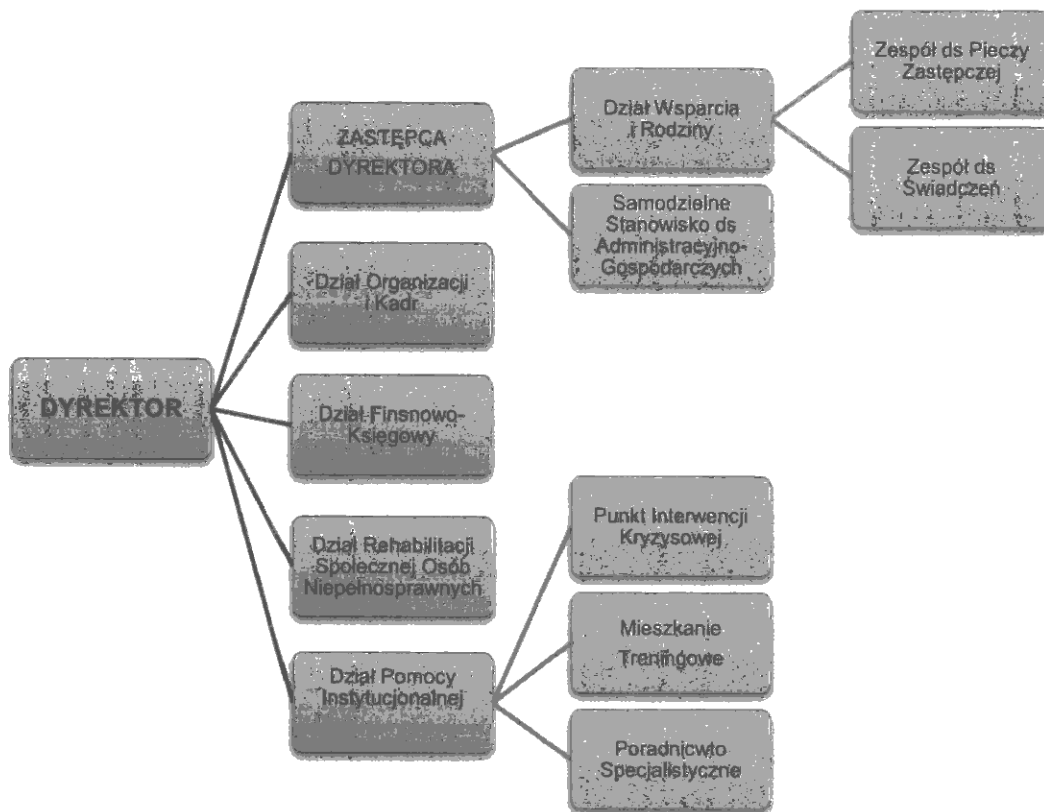 Zespół ds Pieczy
Zastępczej
Dział Wsparcia
i Rodziny
ZASTĘPCA
DYREKTORA
Zespół ds
Świadczeń
Samodzielne
Stanowisko ds
Administracyjno-
Gospodarczych
Dział Organizacji
i Kadr
DYREKTOR
Dział Finsnowo-
Księgowy
Dział Rehabilitacji
Społecznej Osób
Niepełnosprawnych
Punkt Interwencji
Kryzysowej
Mieszkanie
Treningowe
Dział Pomocy
Instytucjonalnej
Poradnicwto
Specjalistyczne